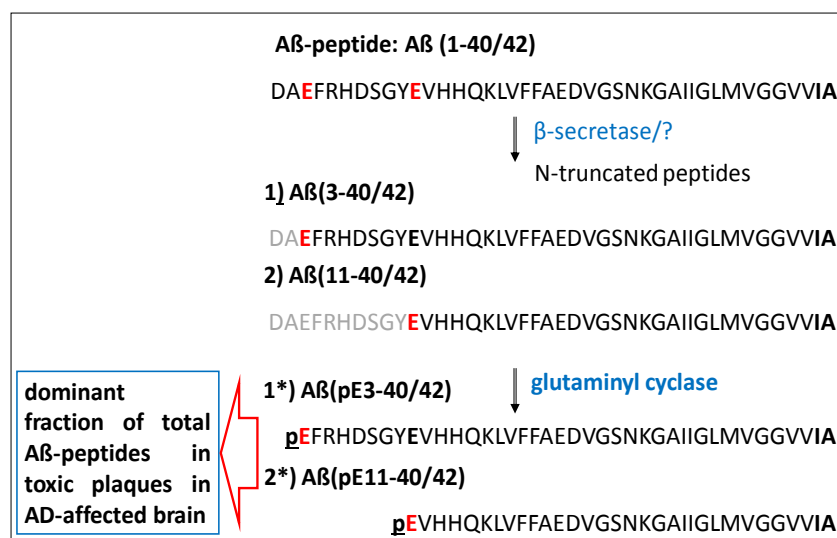 Aß-peptide: Aß (1-40/42)
DAEFRHDSGYEVHHQKLVFFAEDVGSNKGAIIGLMVGGVVIA
β-secretase/?
N-truncated peptides
1) Aß(3-40/42)
DAEFRHDSGYEVHHQKLVFFAEDVGSNKGAIIGLMVGGVVIA
2) Aß(11-40/42)
DAEFRHDSGYEVHHQKLVFFAEDVGSNKGAIIGLMVGGVVIA
glutaminyl cyclase
1*) Aß(pE3-40/42)
pEFRHDSGYEVHHQKLVFFAEDVGSNKGAIIGLMVGGVVIA
2*) Aß(pE11-40/42)
pEVHHQKLVFFAEDVGSNKGAIIGLMVGGVVIA
dominant
fraction of total
Aß-peptides in
toxic plaques in
AD-affected brain